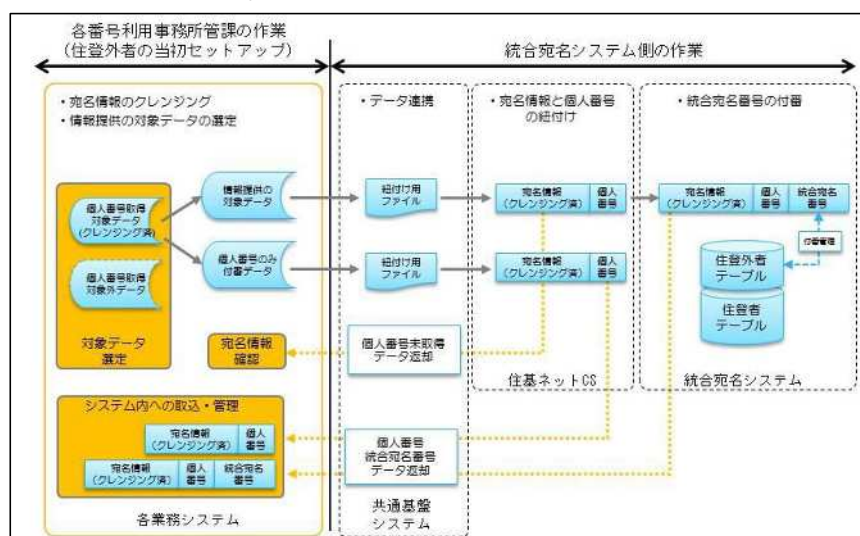 各番号利用事務所管課の作業
(住登外者の当初セットアップ)
統合宛名システム側の作業
・宛名情報のクレンジング
・情報提供の対象データの選定
・データ連携
・宛名情報と個人番号
の紐付け
・統合宛名番号の付番
個人番号取得
対象データ
(クレンジング済)
個人番号取得
対象外データ
対象データ
選定
情報提供の
対象データ
個人番号のみ
付番データ
宛名情報
確認
紐付け用
ファイル
紐付け用
ファイル
個人番号未取得
データ返却
宛名情報
(クレンジング済)
個人
番号
宛名情報
(クレンジング済)
個人
番号
住基ネットCS
宛名情報
(クレンジング済)
個人
番号
統合宛名
番号
付番管理
住登外者
テーブル
住登者
テーブル
統合宛名システム
システム内への取込・管理
宛名情報
(クレンジング済)
個人
番号
宛名情報
(クレンジング済)
個人
番号
統合宛名
番号
各業務システム
個人番号
統合宛名番号
データ返却
共通基盤
システム